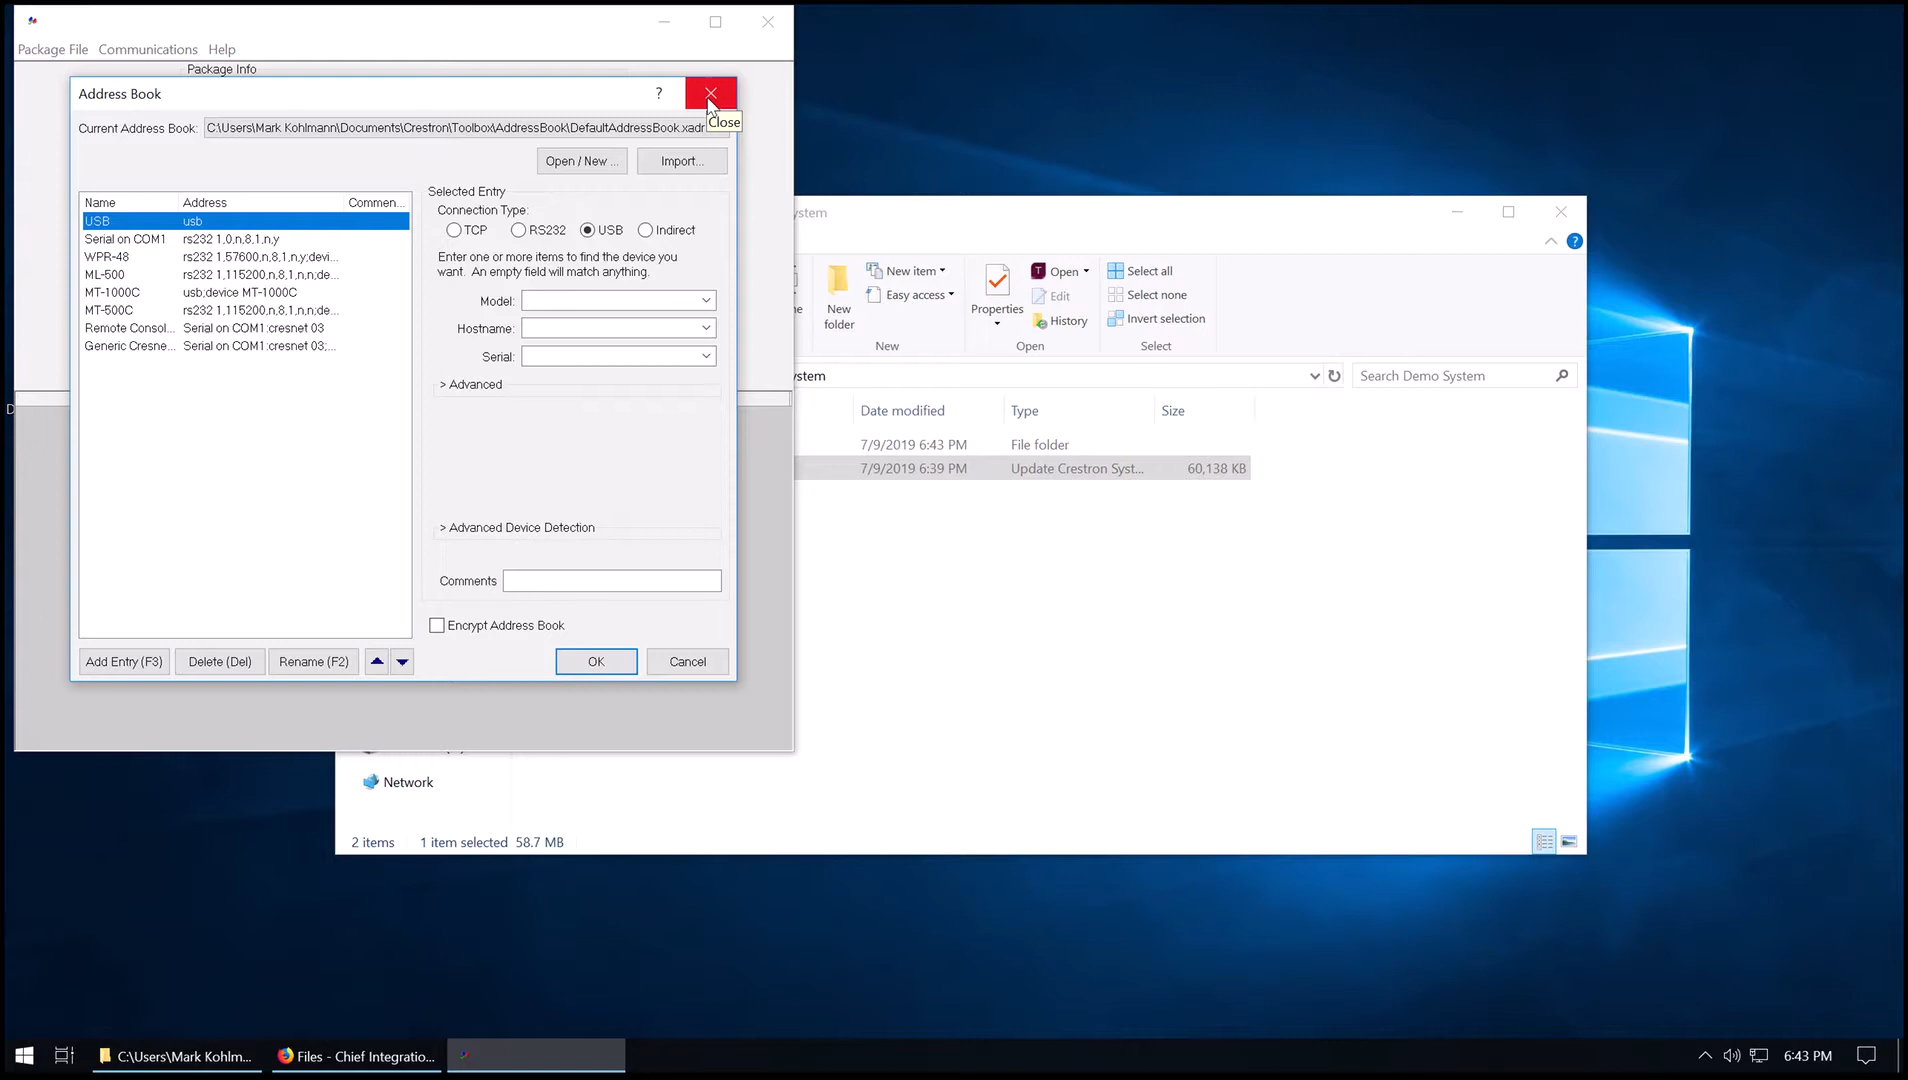 Package File Communications Help
Package Info
Address Book ?
Close
Current Address Book: C:\Users\Mark Kohlmann\Documents\Crestron\Toolbox\AddressBook\DefaultAddressBook.xadr
Open / New ... Import...
Name Address Commen...
USB usb
Serial on COM1 rs232 1,0,n,8,1,n,y
WPR-48 rs232 1,57600,n,8,1,n,y;devi...
ML-500 rs232 1,115200,n,8,1,n,n;de...
MT-1000C usb;device MT-1000C
MT-500C rs232 1,115200,n,8,1,n,n;de...
Remote Consol... Serial on COM1:cresnet 03
Generic Cresne... Serial on COM1:cresnet 03;...
Selected Entry
Connection Type:
TCP RS232 USB Indirect
Enter one or more items to find the device you
want. An empty field will match anything.
Model:
Hostname:
Serial:
> Advanced
> Advanced Device Detection
Comments
Encrypt Address Book
Add Entry (F3) Delete (Del) Rename (F2) OK Cancel
ystem
?
New item Open Select all
Easy access Edit Select none
New
folder
Properties
History Invert selection
New Open Select
ystem Search Demo System
Date modified Type Size
7/9/2019 6:43 PM File folder
7/9/2019 6:39 PM Update Crestron Syst... 60,138 KB
Network
2 items 1 item selected 58.7 MB
C:\Users\Mark Kohlm... Files - Chief Integratio... 6:43 PM